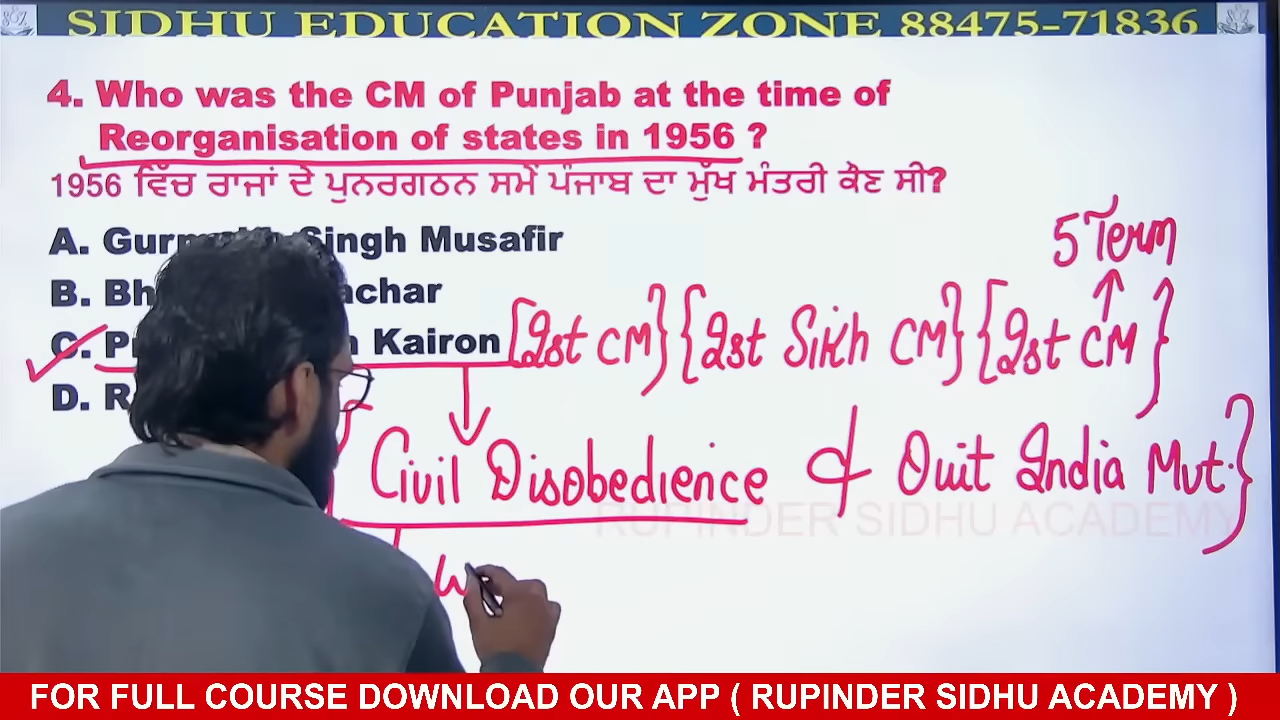 SIDHU EDUCATION ZONE 88475-71836
4. Who was the CM of Punjab at the time of
Reorganisation of states in 1956 ?
1956 ਵਿੱਚ ਰਾਜਾਂ ਦੇ ਪੁਨਰਗਠਨ ਸਮੇਂ ਪੰਜਾਬ ਦਾ ਮੁੱਖ ਮੰਤਰੀ ਕੌਣ ਸੀ?
A. Singh Musafir
5 Term
B.
C. Kairon [1st CM} {1st Sikh CM} {1st CM}
D.
Civil Disobedience & Quit India Mvt.}
RUPINDER SIDHU ACADEMY
FOR FULL COURSE DOWNLOAD OUR APP ( RUPINDER SIDHU ACADEMY )